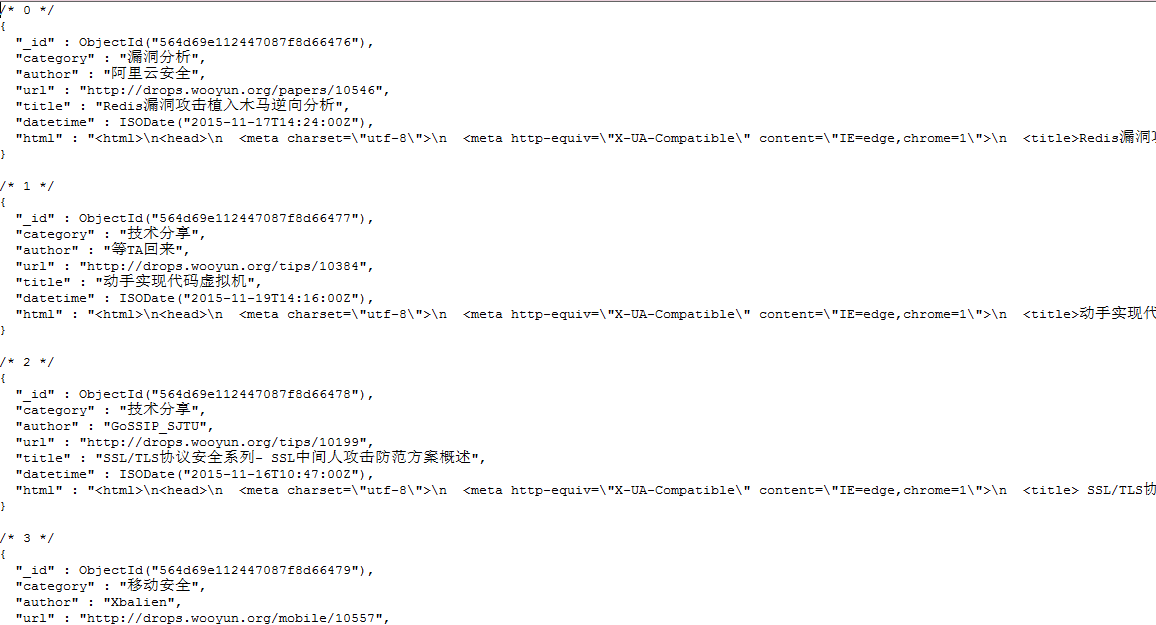 /* 0 */
{
  "_id" : ObjectId("564d69e112447087f8d66476"),
  "category" : "漏洞分析",
  "author" : "阿里云安全",
  "url" : "http://drops.wooyun.org/papers/10546",
  "title" : "Redis漏洞攻击植入木马逆向分析",
  "datetime" : ISODate("2015-11-17T14:24:00Z"),
  "html" : "<html>\n<head>\n  <meta charset=\"utf-8\">\n  <meta http-equiv=\"X-UA-Compatible\" content=\"IE=edge,chrome=1\">\n  <title>Redis漏洞攻
}
/* 1 */
{
  "_id" : ObjectId("564d69e112447087f8d66477"),
  "category" : "技术分享",
  "author" : "等TA回来",
  "url" : "http://drops.wooyun.org/tips/10384",
  "title" : "动手实现代码虚拟机",
  "datetime" : ISODate("2015-11-19T14:16:00Z"),
  "html" : "<html>\n<head>\n  <meta charset=\"utf-8\">\n  <meta http-equiv=\"X-UA-Compatible\" content=\"IE=edge,chrome=1\">\n  <title>动手实现代
}
/* 2 */
{
  "_id" : ObjectId("564d69e112447087f8d66478"),
  "category" : "技术分享",
  "author" : "GoSSIP_SJTU",
  "url" : "http://drops.wooyun.org/tips/10199",
  "title" : "SSL/TLS协议安全系列- SSL中间人攻击防范方案概述",
  "datetime" : ISODate("2015-11-16T10:47:00Z"),
  "html" : "<html>\n<head>\n  <meta charset=\"utf-8\">\n  <meta http-equiv=\"X-UA-Compatible\" content=\"IE=edge,chrome=1\">\n  <title> SSL/TLS协
}
/* 3 */
{
  "_id" : ObjectId("564d69e112447087f8d66479"),
  "category" : "移动安全",
  "author" : "Xbalien",
  "url" : "http://drops.wooyun.org/mobile/10557",